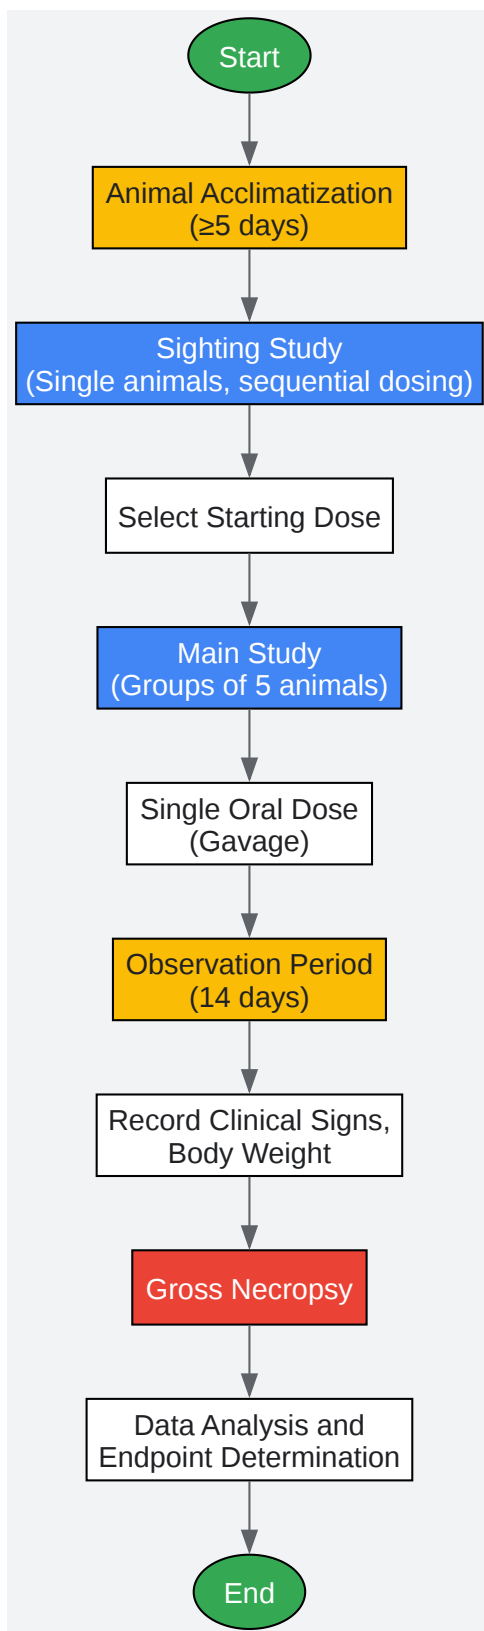 Start
Animal Acclimatization
(≥5 days)
Sighting Study
(Single animals, sequential dosing)
Select Starting Dose
Main Study
(Groups of 5 animals)
Single Oral Dose
(Gavage)
Observation Period
(14 days)
Record Clinical Signs,
Body Weight
Gross Necropsy
Data Analysis and
Endpoint Determination
End